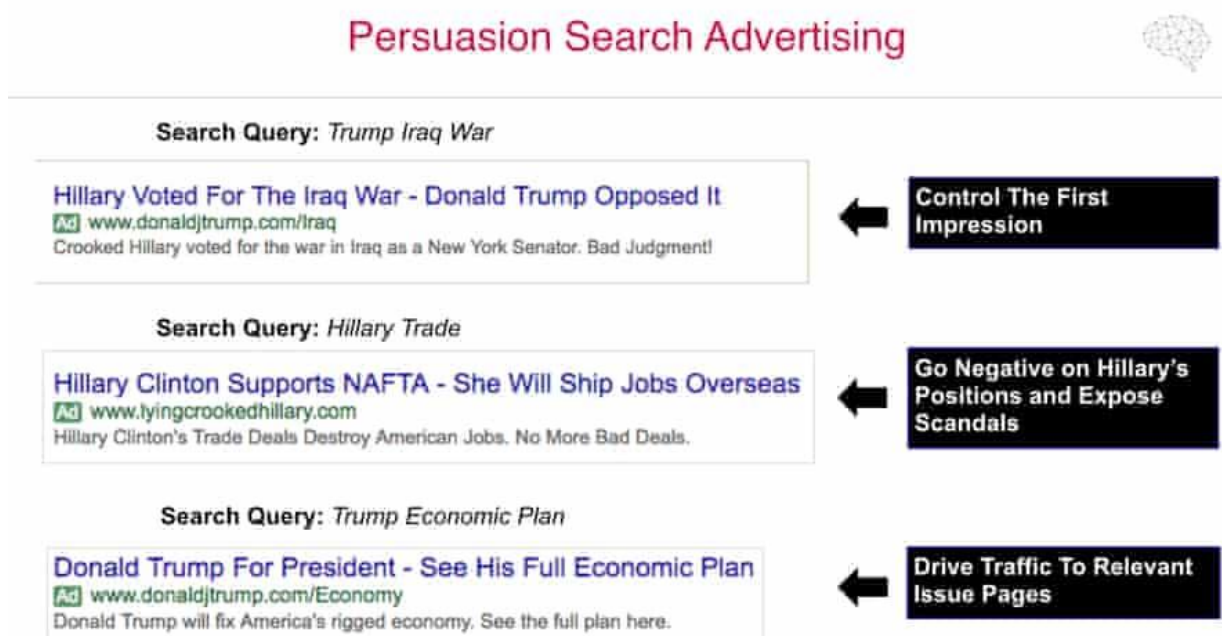 Persuasion Search Advertising
Search Query: Trump Iraq War
Hillary Voted For The Iraq War - Donald Trump Opposed It
Ad www.donaldjtrump.com/Iraq
Crooked Hillary voted for the war in Iraq as a New York Senator. Bad Judgment!
Control The First
Impression
Search Query: Hillary Trade
Hillary Clinton Supports NAFTA - She Will Ship Jobs Overseas
Ad www.lyingcrookedhillary.com
Hillary Clinton's Trade Deals Destroy American Jobs. No More Bad Deals.
Go Negative on Hillary's
Positions and Expose
Scandals
Search Query: Trump Economic Plan
Donald Trump For President - See His Full Economic Plan
Ad www.donaldjtrump.com/Economy
Donald Trump will fix America's rigged economy. See the full plan here.
Drive Traffic To Relevant
Issue Pages